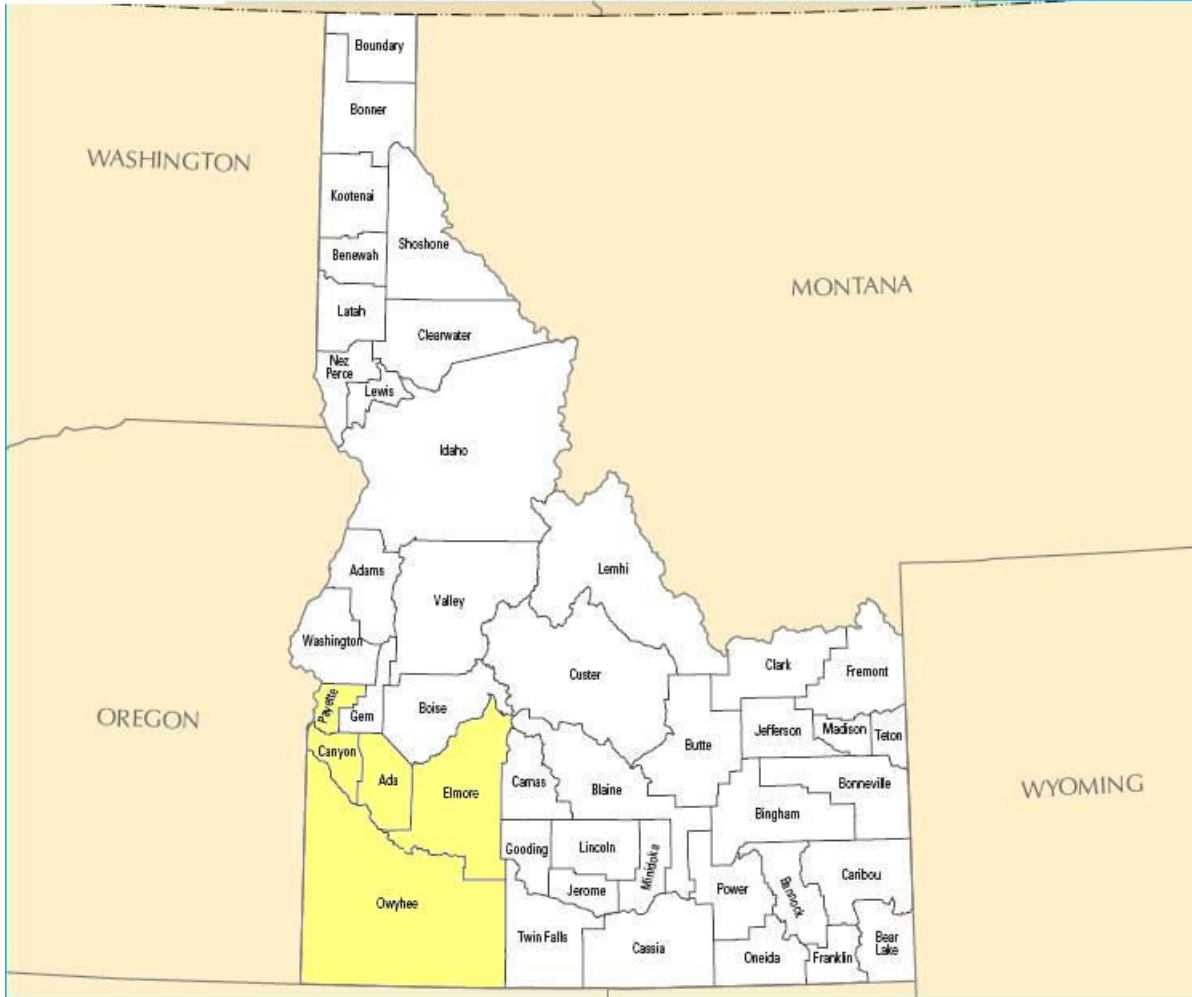 Boundary
Bonner
WASHINGTON
Kootenai
Shoshone
Benewah
MONTANA
Latah
Clearwater
Nez
Perce
Lewis
Idaho
Adams
Lemhi
Valley
Washington
Clark
Custer
Fremont
Payette
Boise
OREGON
Gem
Jefferson
Madison
Teton
Butte
Canyon
Ada
Elmore
Camas
Blaine
Bonneville
WYOMING
Bingham
Gooding
Lincoln
Minidoka
Caribou
Jerome
Power
Bannock
Owyhee
Twin Falls
Cassia
Oneida
Franklin
Bear
Lake